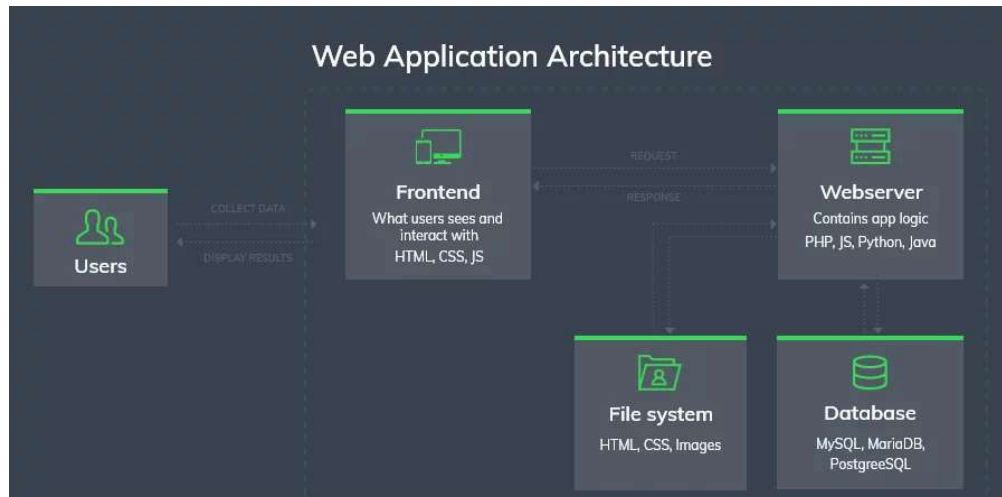 Web Application Architecture
Users
COLLECT DATA
DISPLAY RESULTS
Frontend
What users sees and
interact with
HTML, CSS, JS
REQUEST
RESPONSE
Webserver
Contains app logic
PHP, JS, Python, Java
File system
HTML, CSS, Images
Database
MySQL, MariaDB,
PostgreeSQL